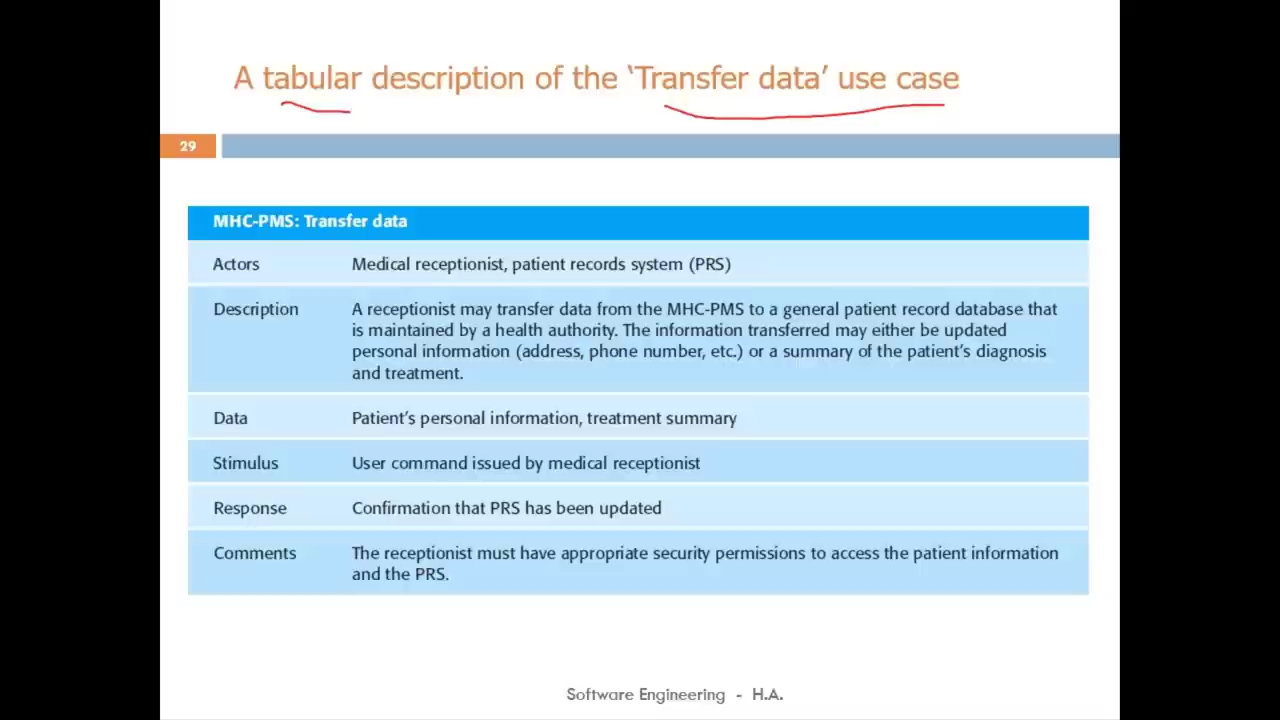 A tabular description of the ‘Transfer data’ use case
29
MHC-PMS: Transfer data
Actors Medical receptionist, patient records system (PRS)
Description A receptionist may transfer data from the MHC-PMS to a general patient record database that
is maintained by a health authority. The information transferred may either be updated
personal information (address, phone number, etc.) or a summary of the patient’s diagnosis
and treatment.
Data Patient’s personal information, treatment summary
Stimulus User command issued by medical receptionist
Response Confirmation that PRS has been updated
Comments The receptionist must have appropriate security permissions to access the patient information
and the PRS.
Software Engineering - H.A.